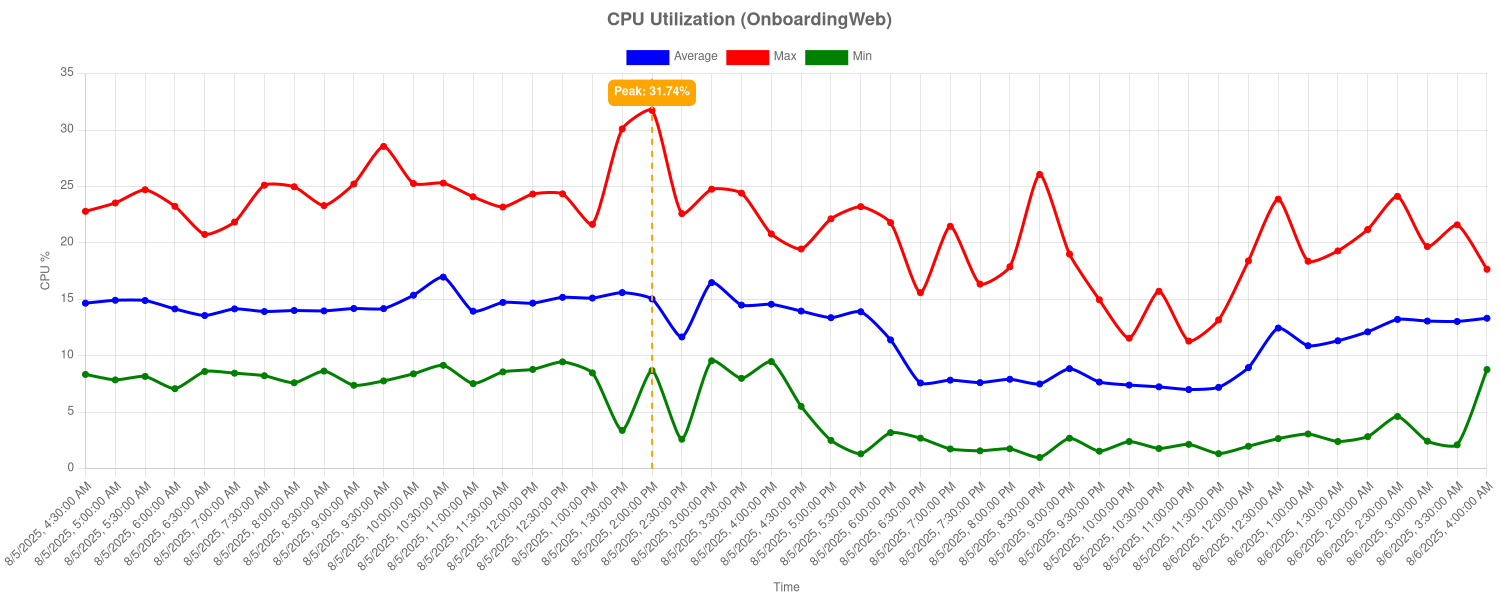 CPU Utilization (OnboardingWeb)
Average Max Min
Peak: 31.74%
35
30
25
20
15
10
5
0
CPU %
8/5/2025, 4:30:00 AM
8/5/2025, 5:00:00 AM
8/5/2025, 5:30:00 AM
8/5/2025, 6:00:00 AM
8/5/2025, 6:30:00 AM
8/5/2025, 7:00:00 AM
8/5/2025, 7:30:00 AM
8/5/2025, 8:00:00 AM
8/5/2025, 8:30:00 AM
8/5/2025, 9:00:00 AM
8/5/2025, 9:30:00 AM
8/5/2025, 10:00:00 AM
8/5/2025, 10:30:00 AM
8/5/2025, 11:00:00 AM
8/5/2025, 11:30:00 AM
8/5/2025, 12:00:00 PM
8/5/2025, 12:30:00 PM
8/5/2025, 1:00:00 PM
8/5/2025, 1:30:00 PM
8/5/2025, 2:00:00 PM
8/5/2025, 2:30:00 PM
8/5/2025, 3:00:00 PM
8/5/2025, 3:30:00 PM
8/5/2025, 4:00:00 PM
8/5/2025, 4:30:00 PM
8/5/2025, 5:00:00 PM
8/5/2025, 5:30:00 PM
8/5/2025, 6:00:00 PM
8/5/2025, 6:30:00 PM
8/5/2025, 7:00:00 PM
8/5/2025, 7:30:00 PM
8/5/2025, 8:00:00 PM
8/5/2025, 8:30:00 PM
8/5/2025, 9:00:00 PM
8/5/2025, 9:30:00 PM
8/5/2025, 10:00:00 PM
8/5/2025, 10:30:00 PM
8/5/2025, 11:00:00 PM
8/5/2025, 11:30:00 PM
8/6/2025, 12:00:00 AM
8/6/2025, 12:30:00 AM
8/6/2025, 1:00:00 AM
8/6/2025, 1:30:00 AM
8/6/2025, 2:00:00 AM
8/6/2025, 2:30:00 AM
8/6/2025, 3:00:00 AM
8/6/2025, 3:30:00 AM
8/6/2025, 4:00:00 AM
Time